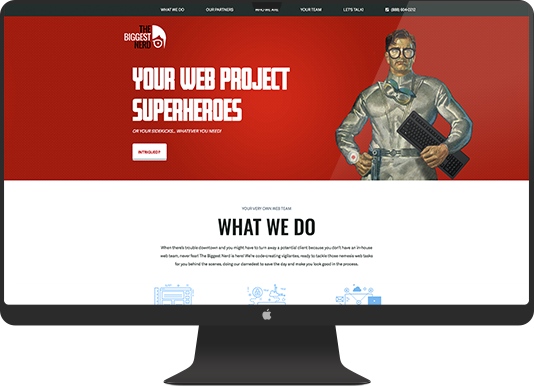 WHAT WE DO OUR PARTNERS YOUR TEAM LET'S TALK! (888) 604-0212
THE
BIGGEST
NERD
YOUR WEB PROJECT
SUPERHEROES
OR YOUR SIDEKICKS... WHATEVER YOU NEED!
INTRIGUED?
YOUR VERY OWN WEB TEAM
WHAT WE DO
When there's trouble downtown and you might have to turn away a potential client because you don't have an in-house
web team, never fear! The Biggest Nerd is here! We're code creating vigilantes, ready to tackle those nemesis web tasks
for you behind the scenes, doing our darnedest to save the day and make you look good in the process.